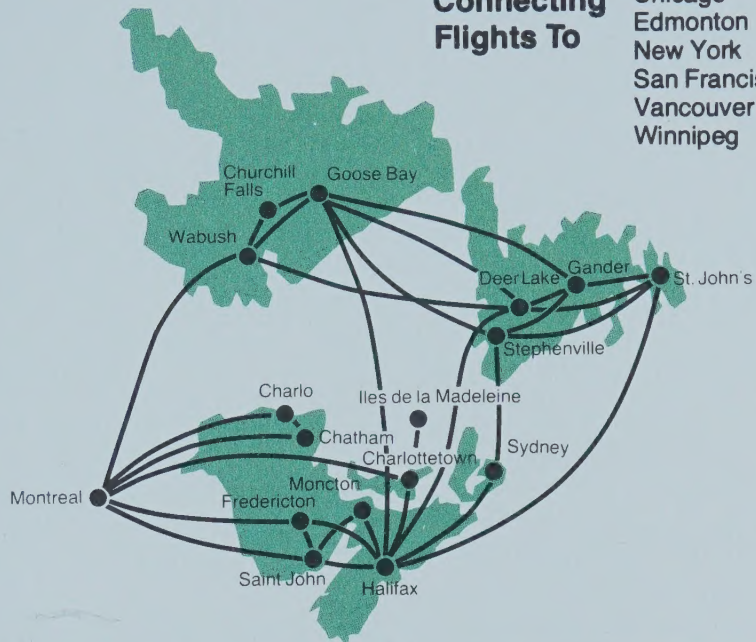 Connecting
Flights To
Chicago
Edmonton
New York
Vancouver
Winnipeg
Churchill
Falls
Goose Bay
Wabush
Deer Lake
Gander
St. John's
Stephenville
Charlo
Iles de la Madeleine
Chatham
Charlottetown
Sydney
Montreal
Moncton
Fredericton
Saint John
Halifax